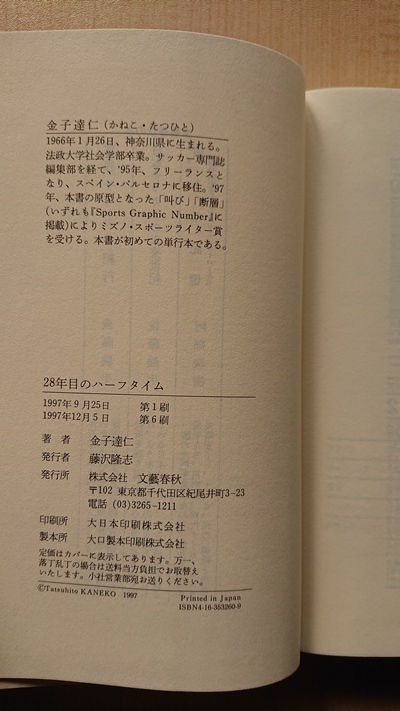 金子達仁(かねこ・たつひと)
1966年1月26日、神奈川県に生まれる。
法政大学社会学部卒業。サッカー専門誌
編集部を経て、'95年、フリーランスと
なり、スペイン・バルセロナに移住。'97
年、本書の原型となった「叫び」「断層」
(いずれも『Sports Graphic Number』に
掲載)によりミズノ・スポーツライター賞
を受ける。本書が初めての単行本である。
28年目のハーフタイム
1997年9月25日 第1刷
1997年12月5日 第6刷
著者 金子達仁
発行者 藤沢隆志
発行所 株式会社 文藝春秋
〒102 東京都千代田区紀尾井町3-23
電話(03)3265-1211
印刷所 大日本印刷株式会社
製本所 大口製本印刷株式会社
定価はカバーに表示してあります。万一、
落丁乱丁の場合は送料当方負担でお取替え
いたします。小社営業部宛お送りください。
©Tatsuhito KANEKO 1997
Printed in Japan
ISBN4-16-353260-9